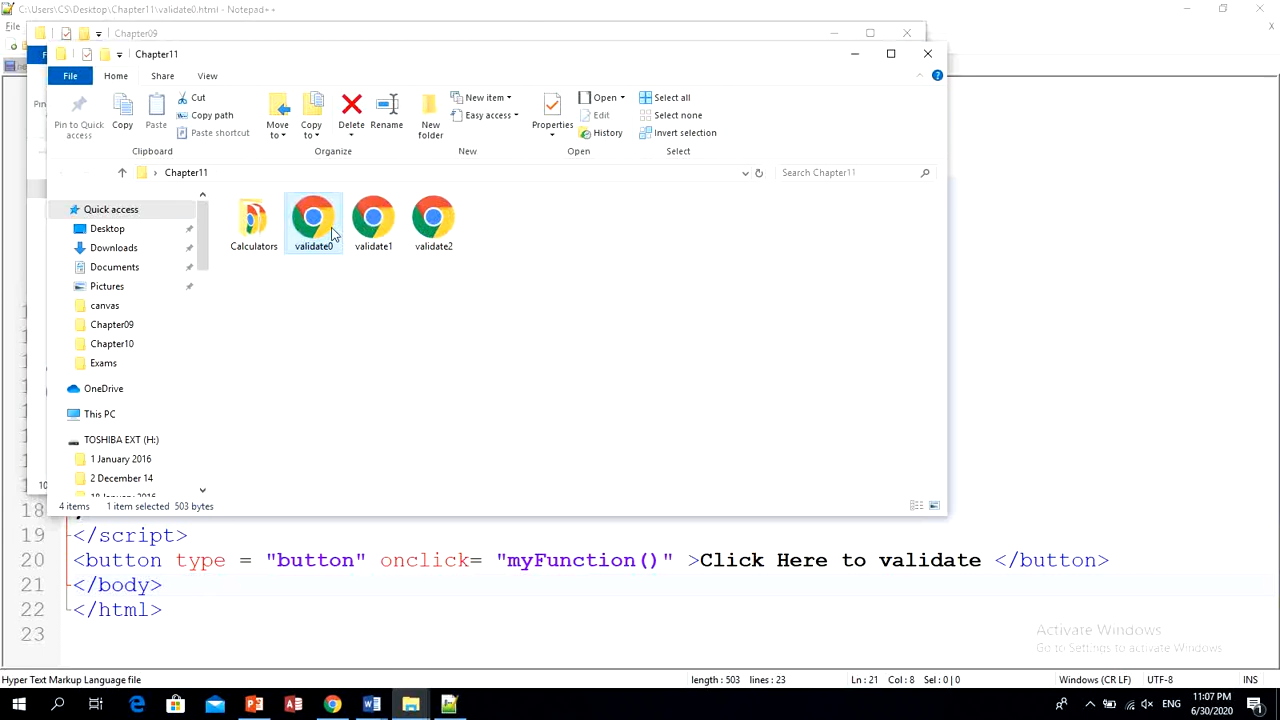 C:\Users\CS\Desktop\Chapter11\validate0.html - Notepad++
File
Chapter09
Chapter11
File Home Share View
Pin to Quick access
Copy
Paste
Cut
Copy path
Paste shortcut
Clipboard
Move to
Copy to
Delete
Rename
Organize
New folder
New item
Easy access
New
Properties
Open
Edit
History
Open
Select all
Select none
Invert selection
Select
Chapter11
Search Chapter11
Quick access
Desktop
Downloads
Documents
Pictures
canvas
Chapter09
Chapter10
Exams
OneDrive
This PC
TOSHIBA EXT (H:)
1 January 2016
2 December 14
18 January 2016
Calculators
validate0
validate1
validate2
4 items 1 item selected 503 bytes
18
19 </script>
20 <button type = "button" onclick= "myFunction()" >Click Here to validate </button>
21 </body>
22 </html>
23
Activate Windows
Go to Settings to activate Windows.
Hyper Text Markup Language file length : 503 lines : 23 Ln : 21 Col : 8 Sel : 0 | 0 Windows (CR LF) UTF-8 INS
ENG
11:07 PM
6/30/2020